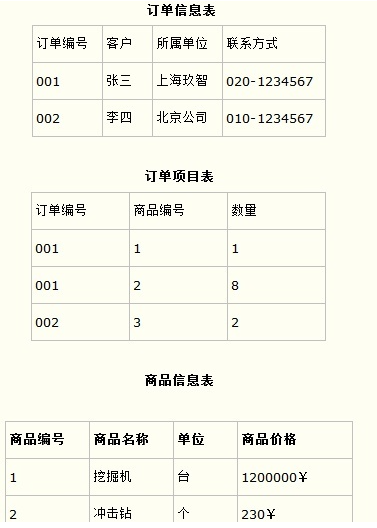 订单信息表
订单编号 客户 所属单位 联系方式
001 张三 上海玖智 020-1234567
002 李四 北京公司 010-1234567
订单项目表
订单编号 商品编号 数量
001 1 1
001 2 8
002 3 2
商品信息表
商品编号 商品名称 单位 商品价格
1 挖掘机 台 1200000￥
2 冲击钻 个 230￥